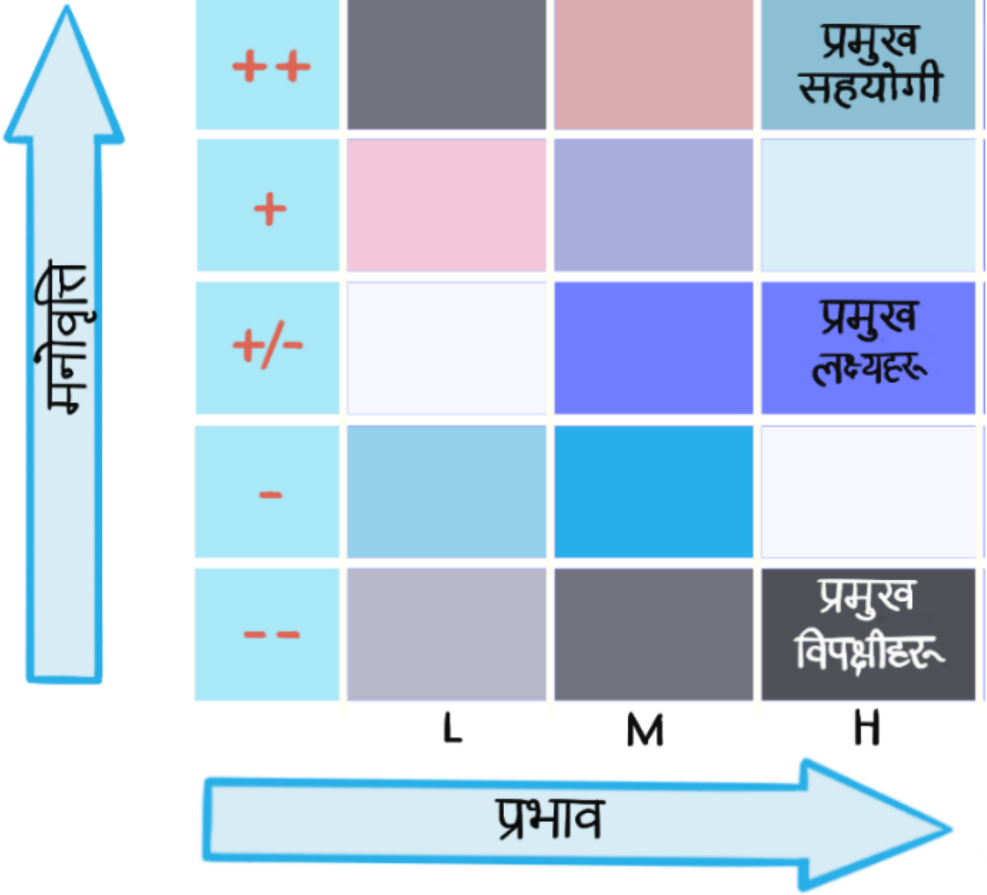 ++
प्रमुख
सहयोगी
+
मनोवृत्ति
+/-
प्रमुख
लक्ष्यहरू
-
--
प्रमुख
विपक्षीहरू
L M H
प्रभाव